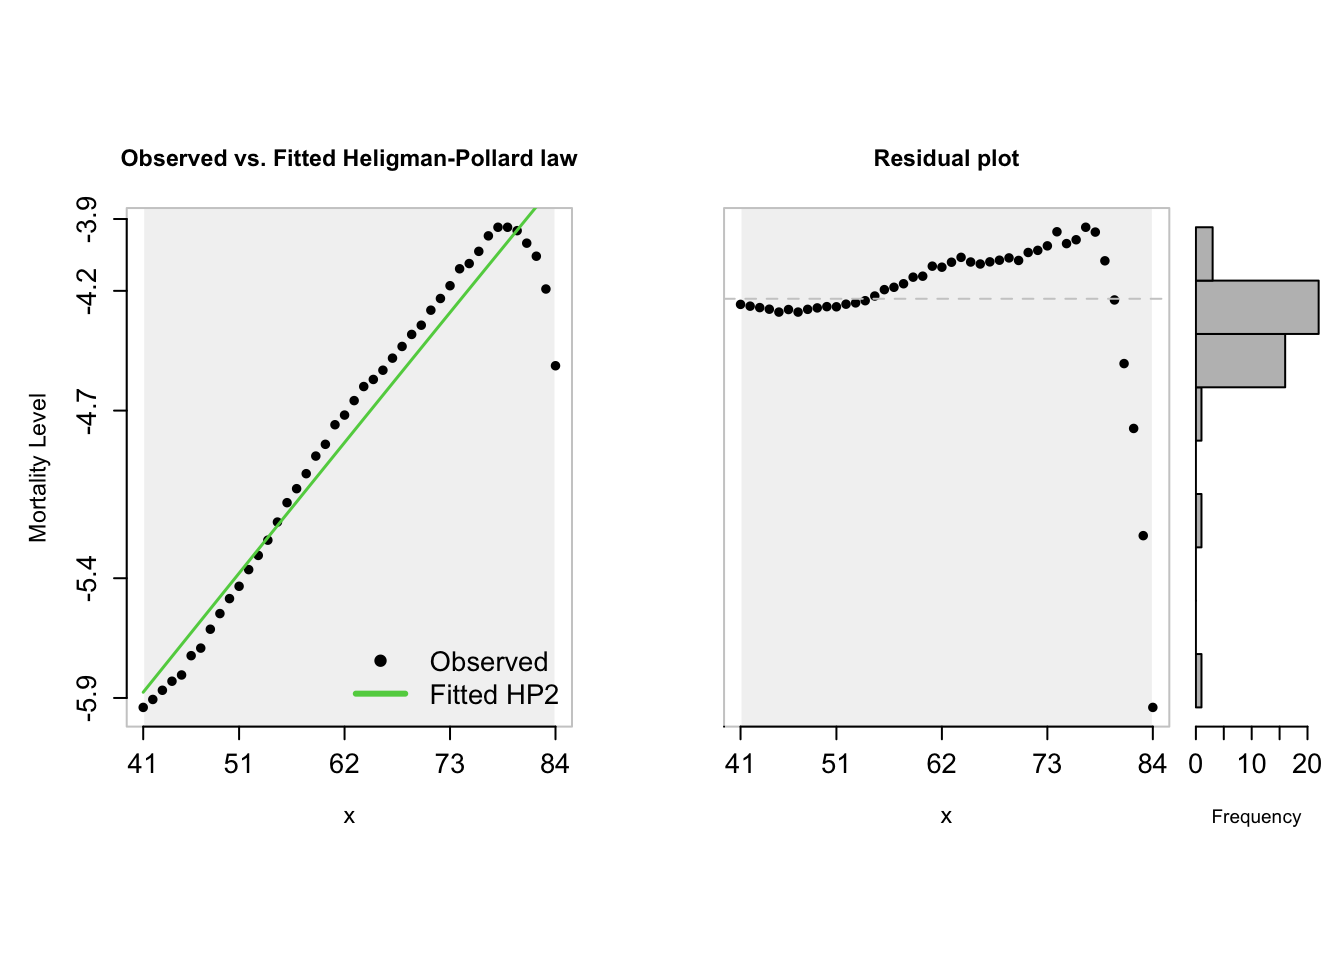 Observed vs. Fitted Heligman-Pollard law
Mortality Level
-3.9
-4.2
-4.7
-5.4
-5.9
Observed
Fitted HP2
41 51 62 73 84
x
Residual plot
41 51 62 73 84
x
0 10 20
Frequency